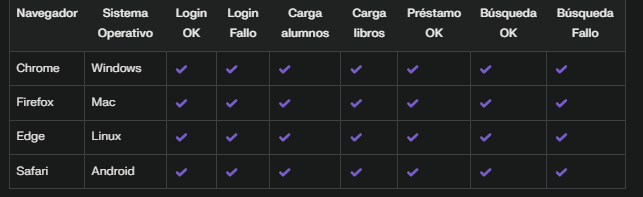 Navegador Sistema Operativo Login OK Login Fallo Carga alumnos Carga libros Préstamo OK Búsqueda OK Búsqueda Fallo
Chrome Windows ✓ ✓ ✓ ✓ ✓ ✓ ✓
Firefox Mac ✓ ✓ ✓ ✓ ✓ ✓ ✓
Edge Linux ✓ ✓ ✓ ✓ ✓ ✓ ✓
Safari Android ✓ ✓ ✓ ✓ ✓ ✓ ✓